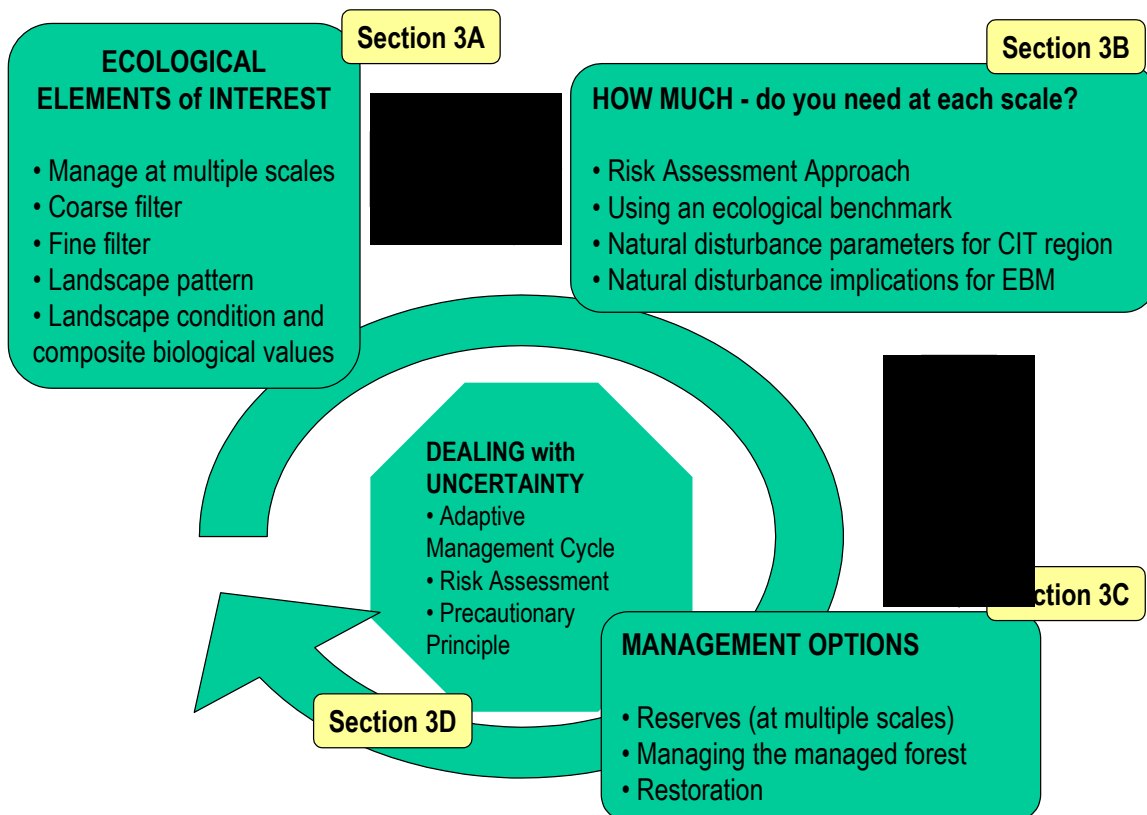 Section 3A
ECOLOGICAL
ELEMENTS of INTEREST
• Manage at multiple scales
• Coarse filter
• Fine filter
• Landscape pattern
• Landscape condition and
composite biological values
Section 3B
HOW MUCH - do you need at each scale?
• Risk Assessment Approach
• Using an ecological benchmark
• Natural disturbance parameters for CIT region
• Natural disturbance implications for EBM
DEALING with
UNCERTAINTY
• Adaptive
Management Cycle
• Risk Assessment
• Precautionary
Principle
3C
MANAGEMENT OPTIONS
• Reserves (at multiple scales)
• Managing the managed forest
• Restoration
Section 3D